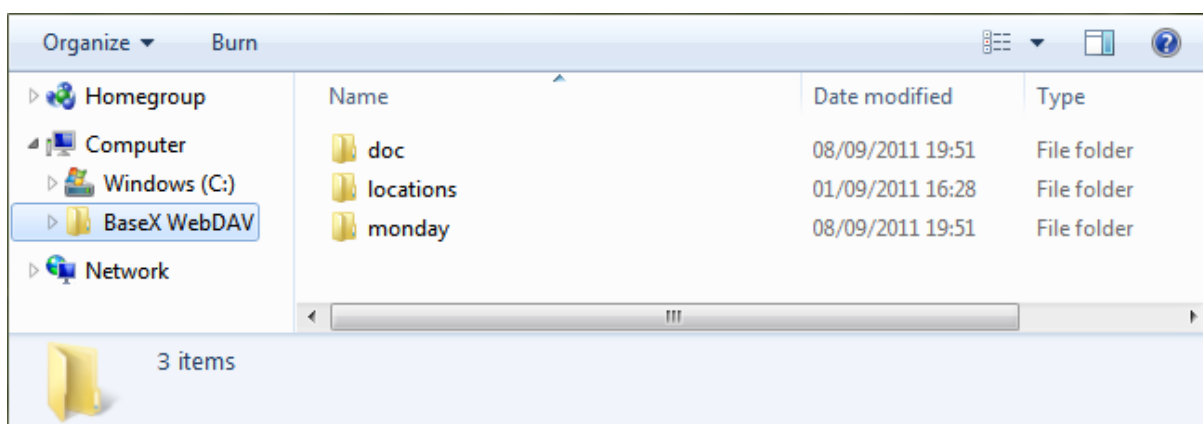 Organize Burn
Homegroup
Computer
Windows (C:)
BaseX WebDAV
Network
Name Date modified Type
doc 08/09/2011 19:51 File folder
locations 01/09/2011 16:28 File folder
monday 08/09/2011 19:51 File folder
3 items